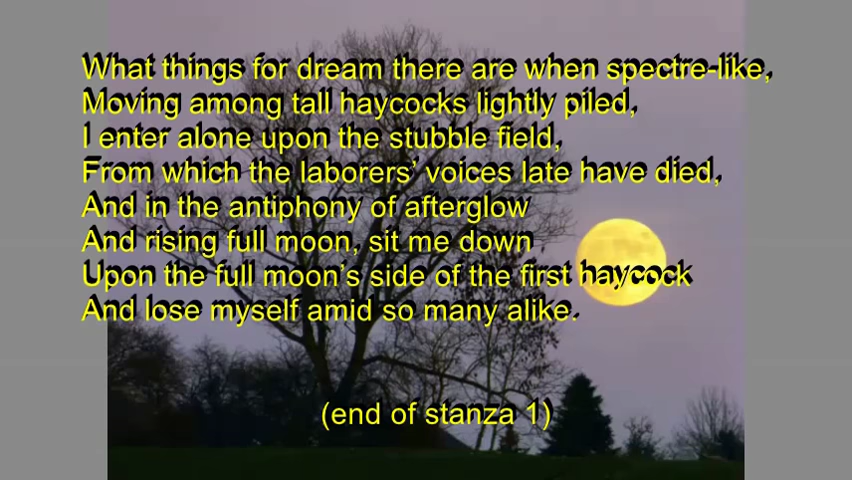 What things for dream there are when spectre-like,
Moving among tall haycocks lightly piled,
I enter alone upon the stubble field,
From which the laborers’ voices late have died,
And in the antiphony of afterglow
And rising full moon, sit me down
Upon the full moon’s side of the first haycock
And lose myself amid so many alike.
(end of stanza 1)